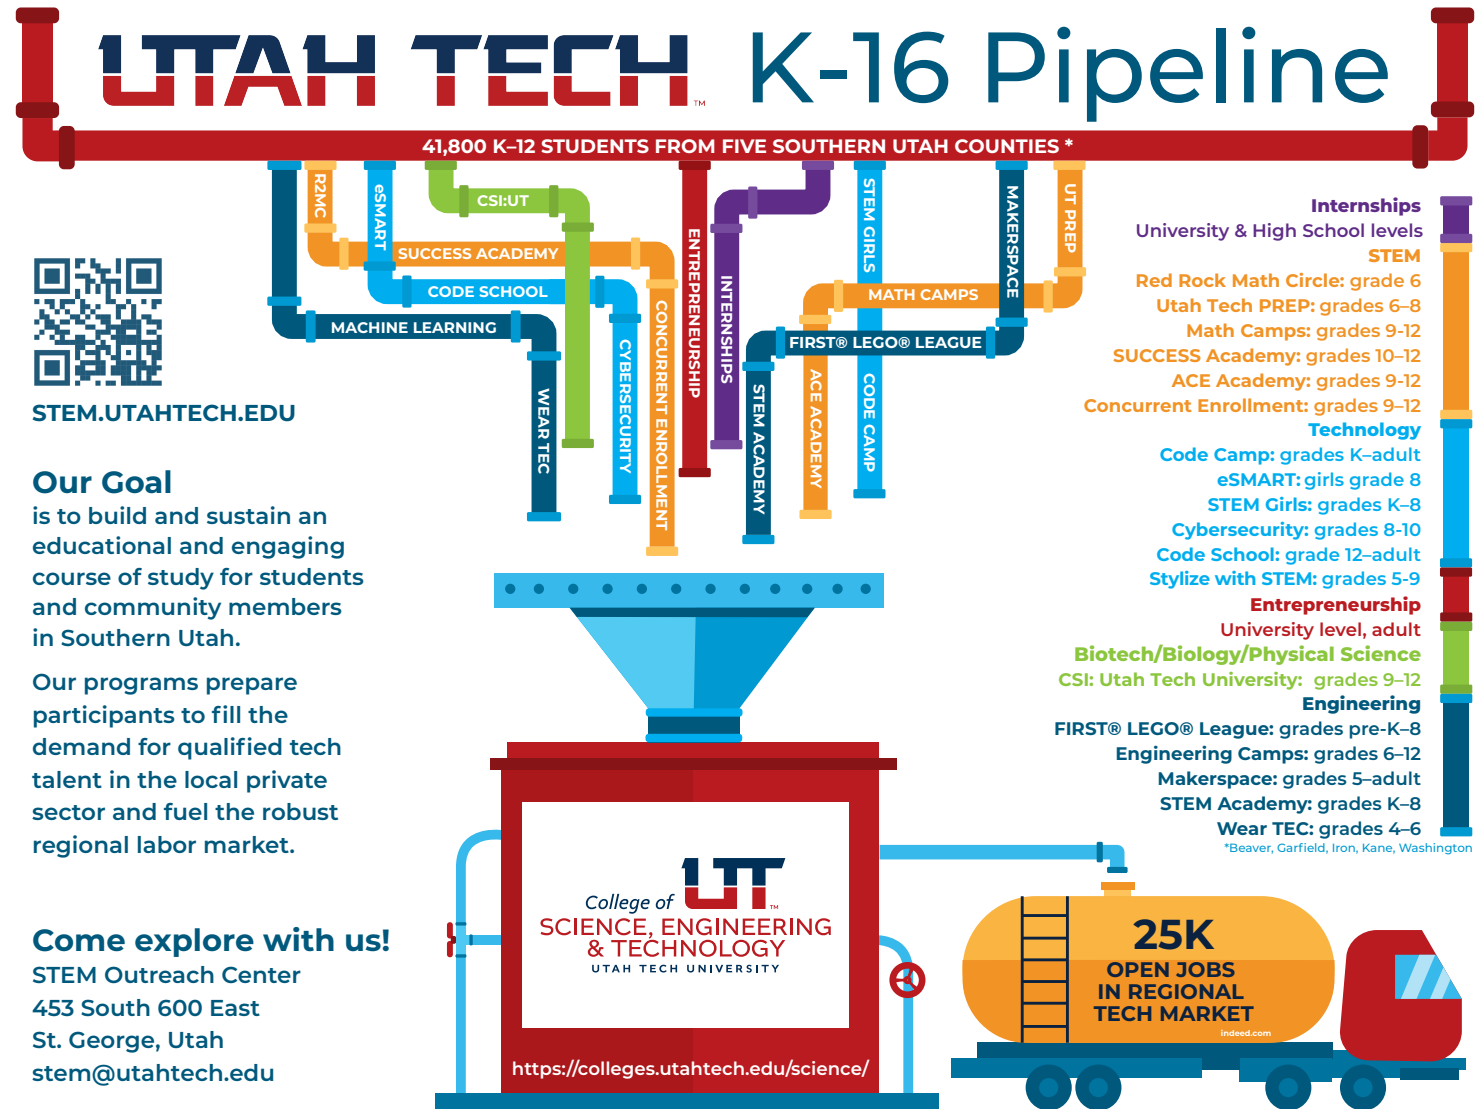 UTAH TECH™ K-16 Pipeline
41,800 K–12 STUDENTS FROM FIVE SOUTHERN UTAH COUNTIES *
R2MC
eSMART
CSI:UT
SUCCESS ACADEMY
CODE SCHOOL
MACHINE LEARNING
WEAR TEC
CYBERSECURITY
CONCURRENT ENROLLMENT
ENTREPRENEURSHIP
INTERNSHIPS
STEM GIRLS
MAKERSPACE
UT PREP
MATH CAMPS
FIRST® LEGO® LEAGUE
STEM ACADEMY
ACE ACADEMY
CODE CAMP
STEM.UTAHTECH.EDU
Our Goal
is to build and sustain an
educational and engaging
course of study for students
and community members
in Southern Utah.
Our programs prepare
participants to fill the
demand for qualified tech
talent in the local private
sector and fuel the robust
regional labor market.
Come explore with us!
STEM Outreach Center
453 South 600 East
St. George, Utah
stem@utahtech.edu
Internships
University & High School levels
STEM
Red Rock Math Circle: grade 6
Utah Tech PREP: grades 6–8
Math Camps: grades 9-12
SUCCESS Academy: grades 10–12
ACE Academy: grades 9-12
Concurrent Enrollment: grades 9–12
Technology
Code Camp: grades K–adult
eSMART: girls grade 8
STEM Girls: grades K–8
Cybersecurity: grades 8-10
Code School: grade 12–adult
Stylize with STEM: grades 5-9
Entrepreneurship
University level, adult
Biotech/Biology/Physical Science
CSI: Utah Tech University: grades 9–12
Engineering
FIRST® LEGO® League: grades pre-K–8
Engineering Camps: grades 6–12
Makerspace: grades 5–adult
STEM Academy: grades K–8
Wear TEC: grades 4–6
*Beaver, Garfield, Iron, Kane, Washington
College of UT™
SCIENCE, ENGINEERING
& TECHNOLOGY
UTAH TECH UNIVERSITY
https://colleges.utahtech.edu/science/
25K
OPEN JOBS
IN REGIONAL
TECH MARKET
indeed.com